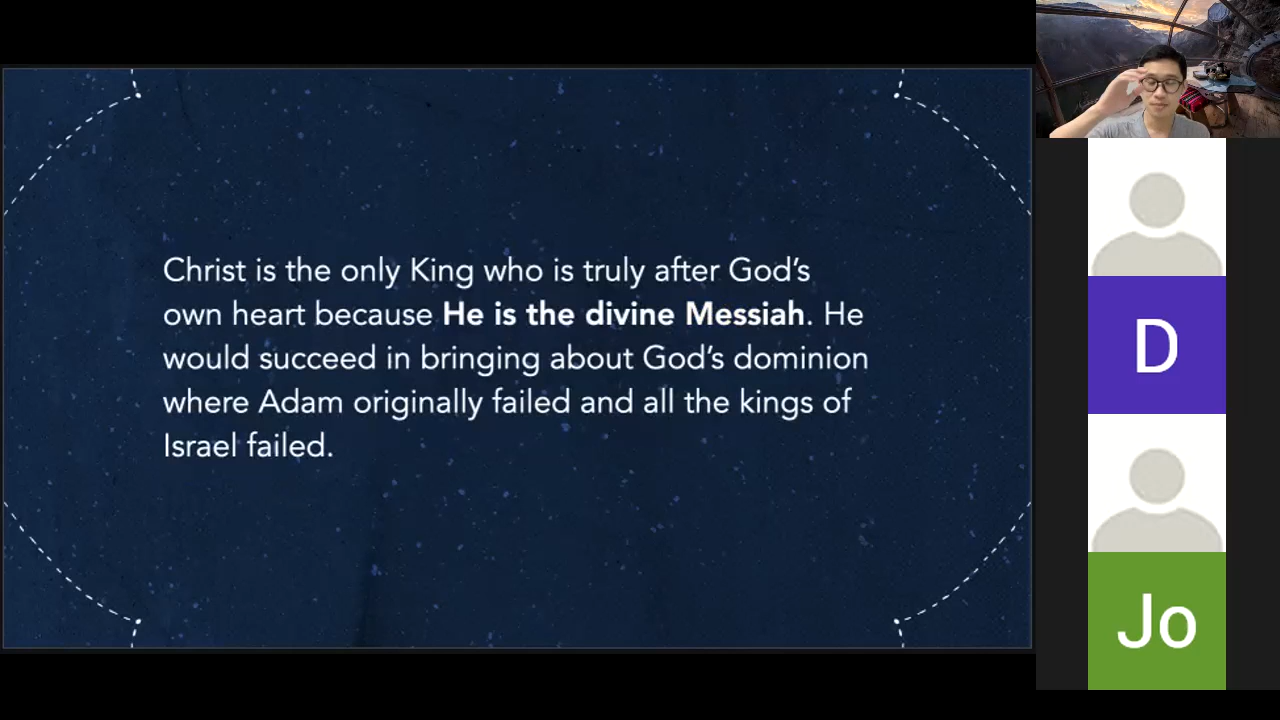 Christ is the only King who is truly after God’s
own heart because He is the divine Messiah. He
would succeed in bringing about God’s dominion
where Adam originally failed and all the kings of
Israel failed.
D
Jo